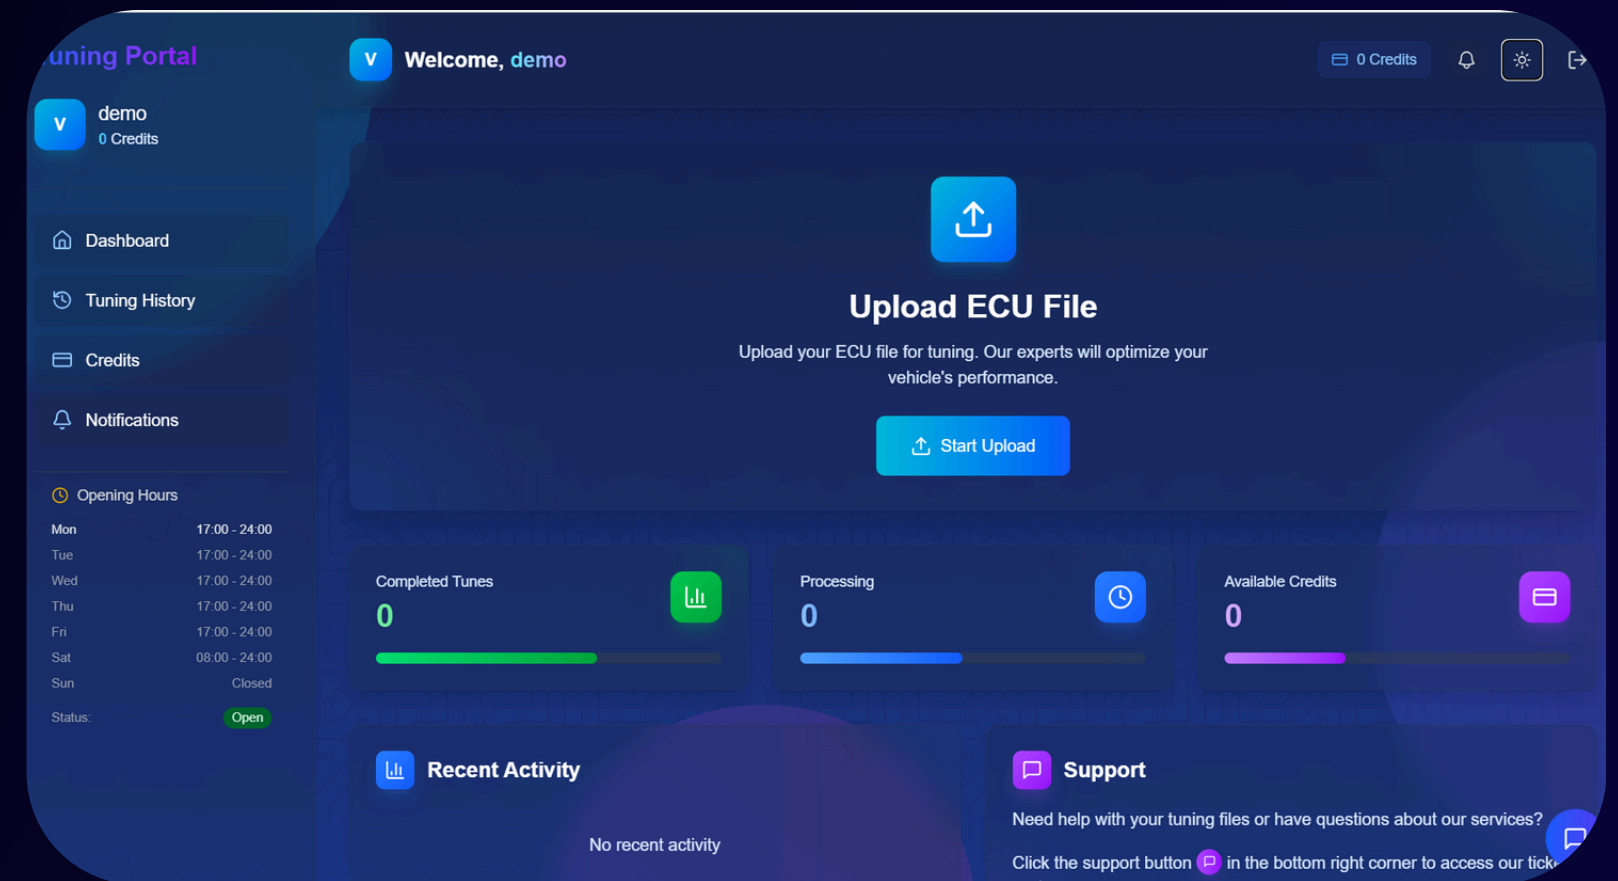 uning Portal
V
demo
0 Credits
Dashboard
Tuning History
Credits
Notifications
Opening Hours
Mon 17:00 - 24:00
Tue 17:00 - 24:00
Wed 17:00 - 24:00
Thu 17:00 - 24:00
Fri 17:00 - 24:00
Sat 08:00 - 24:00
Sun Closed
Status: Open
V
Welcome, demo
0 Credits
Upload ECU File
Upload your ECU file for tuning. Our experts will optimize your
vehicle's performance.
Start Upload
Completed Tunes
0
Processing
0
Available Credits
0
Recent Activity
No recent activity
Support
Need help with your tuning files or have questions about our services?
Click the support button in the bottom right corner to access our